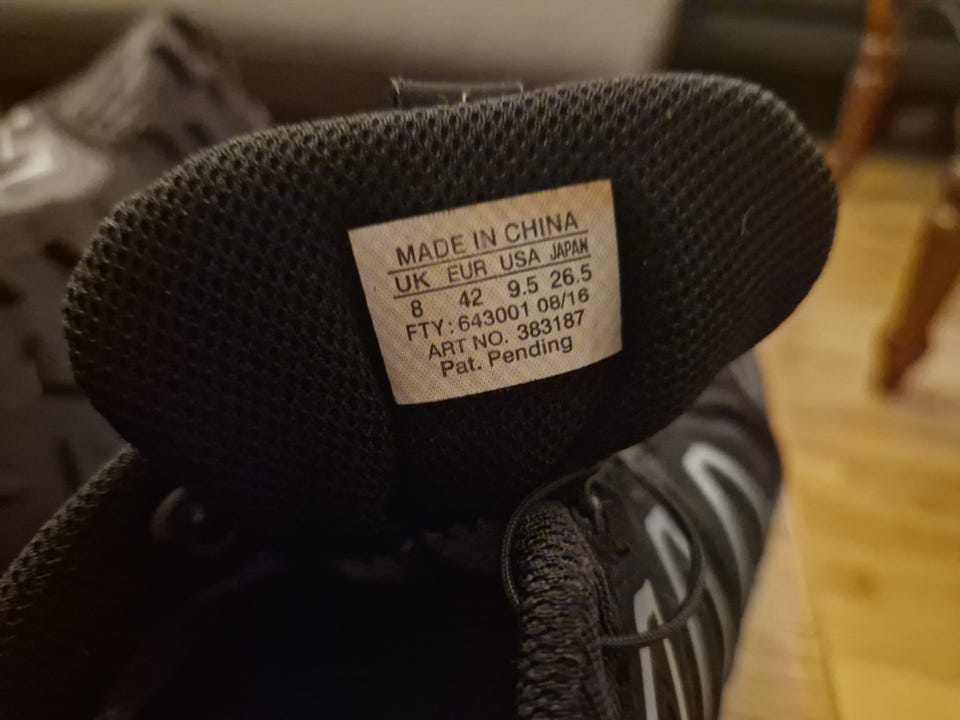 MADE IN CHINA
UK EUR USA JAPAN
8 42 9.5 26.5
FTY: 643001 08/16
ART NO. 383187
Pat. Pending